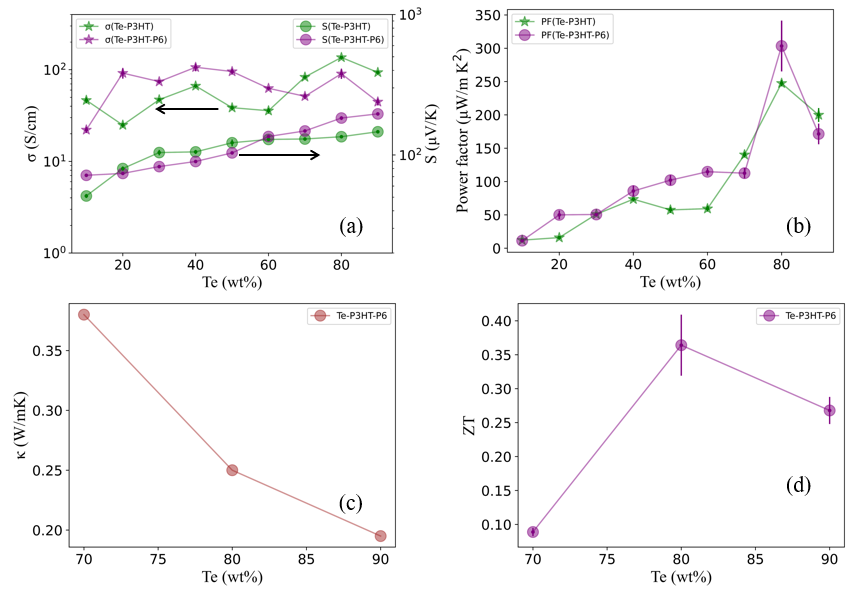 σ(Te-P3HT)
σ(Te-P3HT-P6)
S(Te-P3HT)
S(Te-P3HT-P6)
10³
10²
10²
10¹
10⁰
σ (S/cm)
S (μV/K)
(a)
20 40 60 80
Te (wt%)
PF(Te-P3HT)
PF(Te-P3HT-P6)
350
300
250
200
150
100
50
0
Power factor (μW/m K²)
(b)
20 40 60 80
Te (wt%)
Te-P3HT-P6
0.35
0.30
0.25
0.20
κ (W/mK)
(c)
70 75 80 85 90
Te (wt%)
Te-P3HT-P6
0.40
0.35
0.30
0.25
0.20
0.15
0.10
ZT
(d)
70 75 80 85 90
Te (wt%)